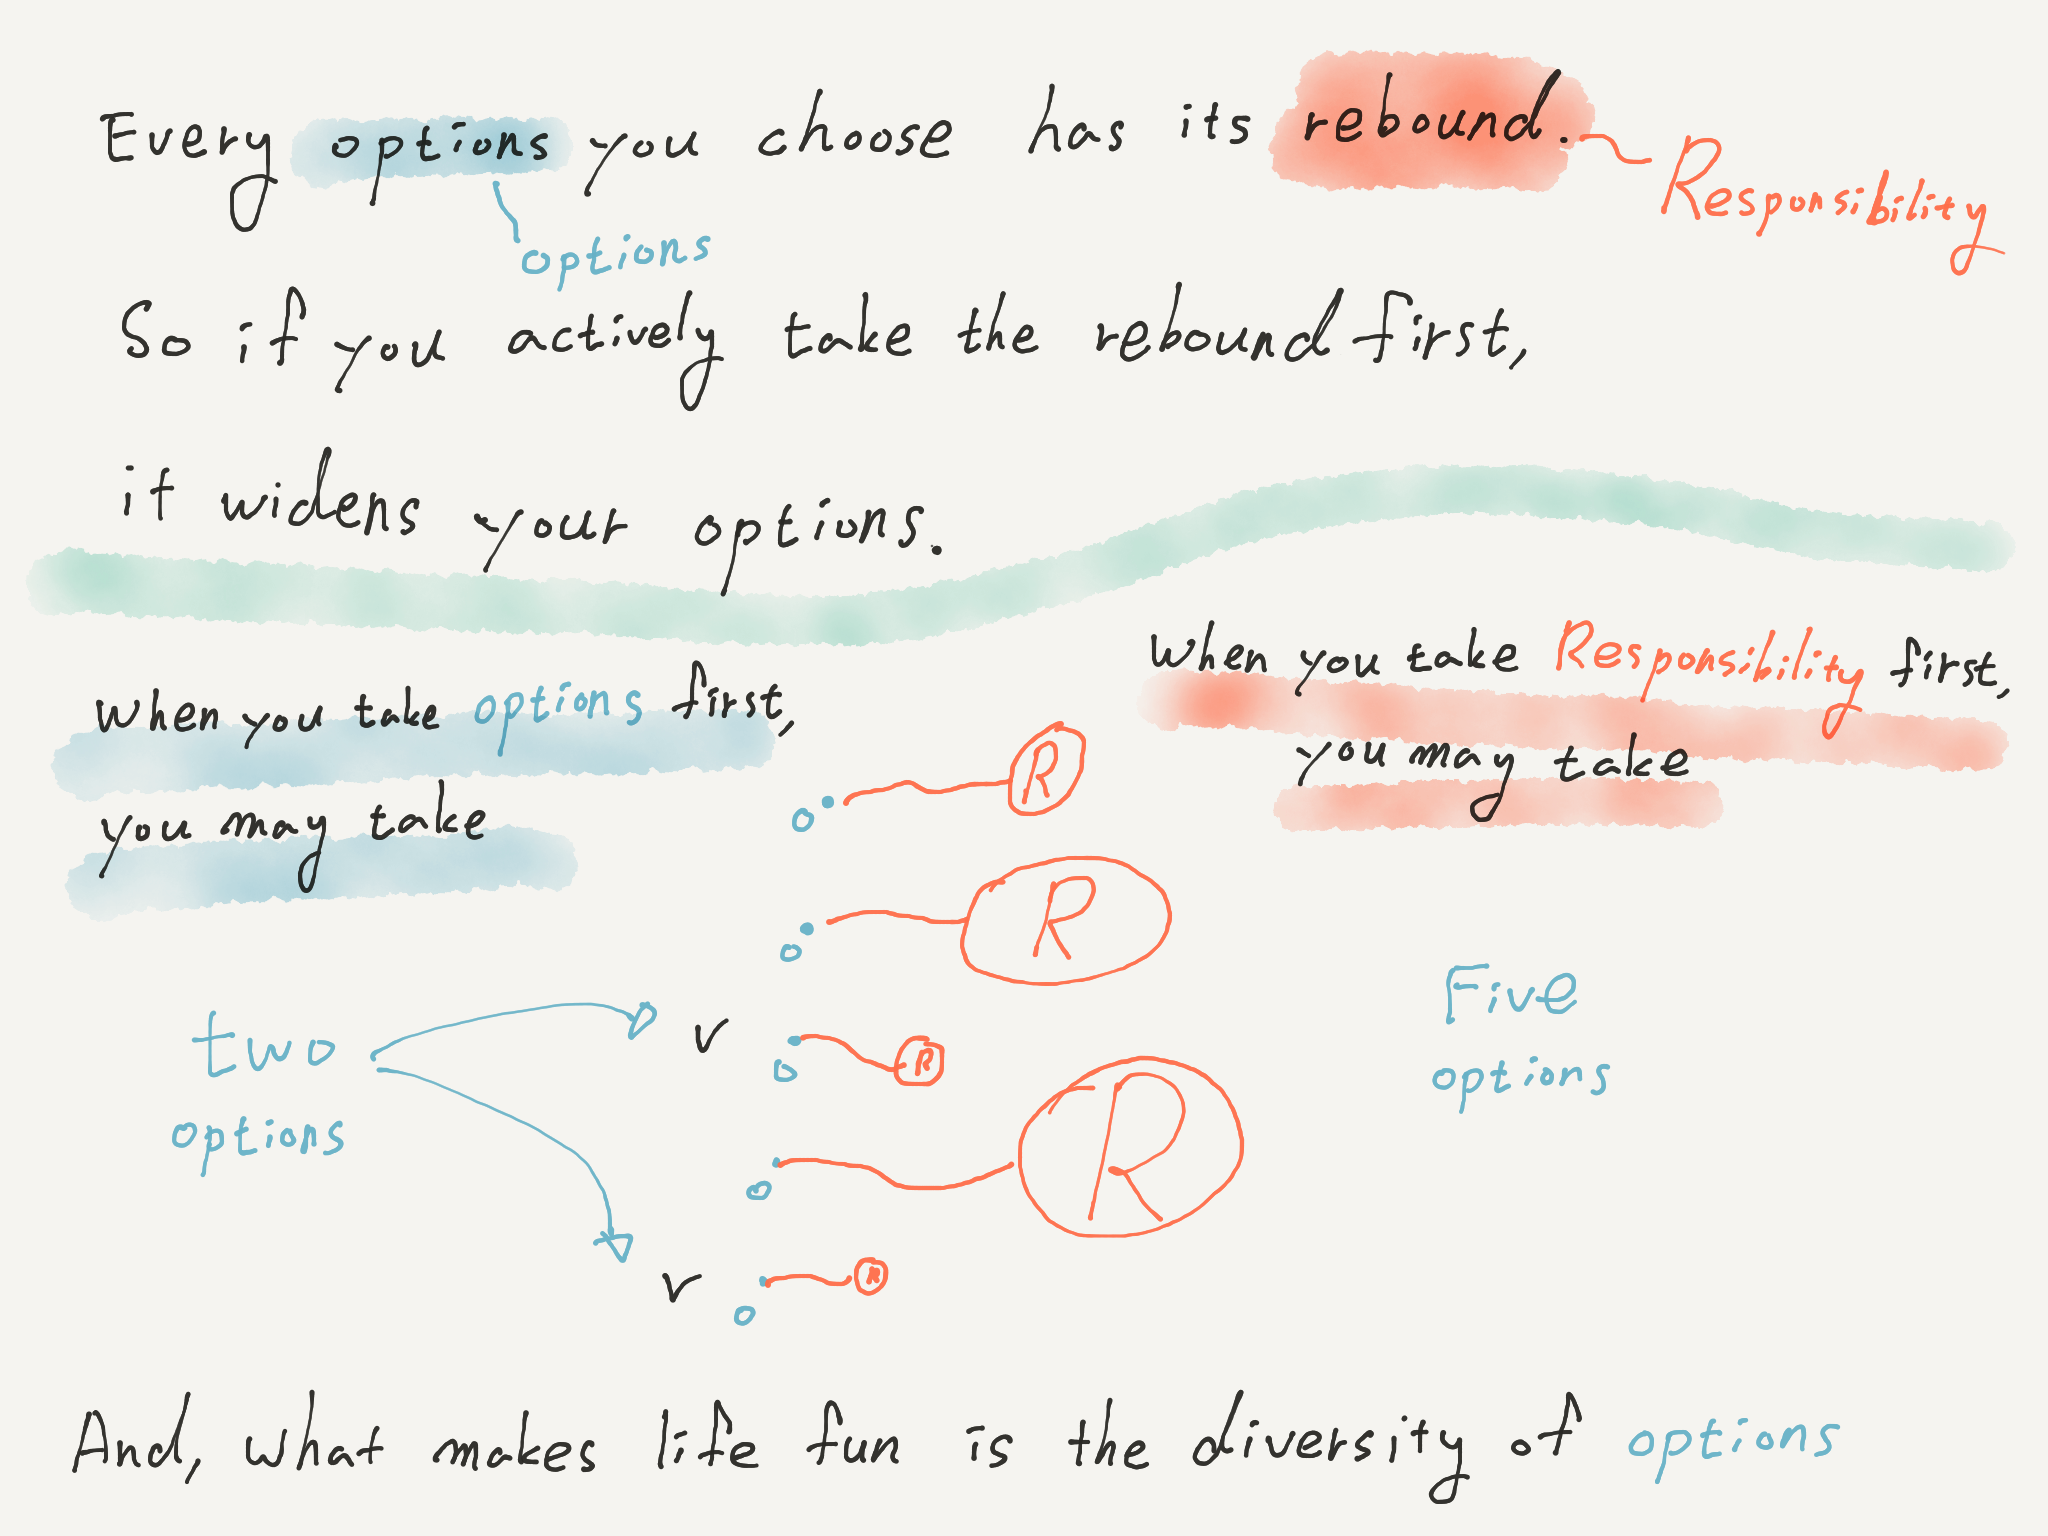 Every options you choose has its rebound.
Responsibility
options
So if you actively take the rebound first,
it widens your options.
When you take options first,
you may take
When you take Responsibility first,
you may take
o R
o R
two
options
v o R
Five
options
o R
v o R
And, what makes life fun is the diversity of options